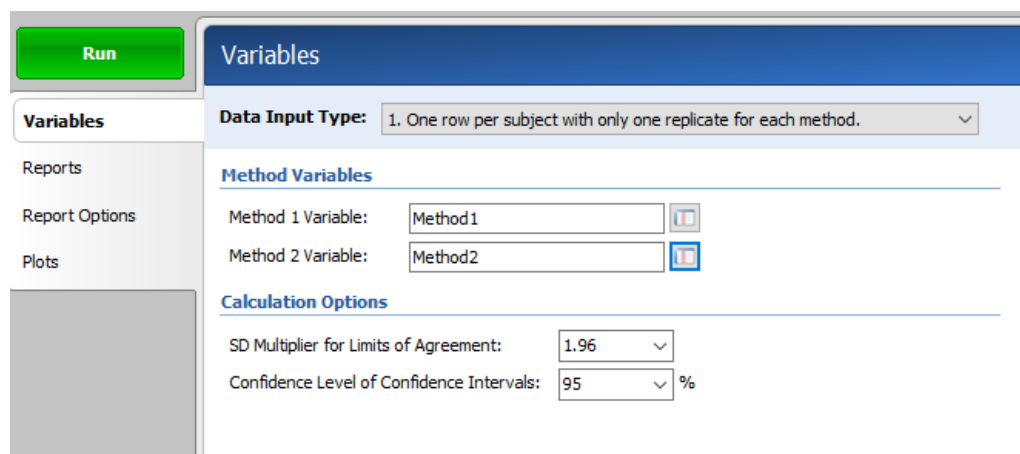 Run
Variables
Variables
Reports
Report Options
Plots
Data Input Type: 1. One row per subject with only one replicate for each method.
Method Variables
Method 1 Variable: Method1
Method 2 Variable: Method2
Calculation Options
SD Multiplier for Limits of Agreement: 1.96
Confidence Level of Confidence Intervals: 95 %